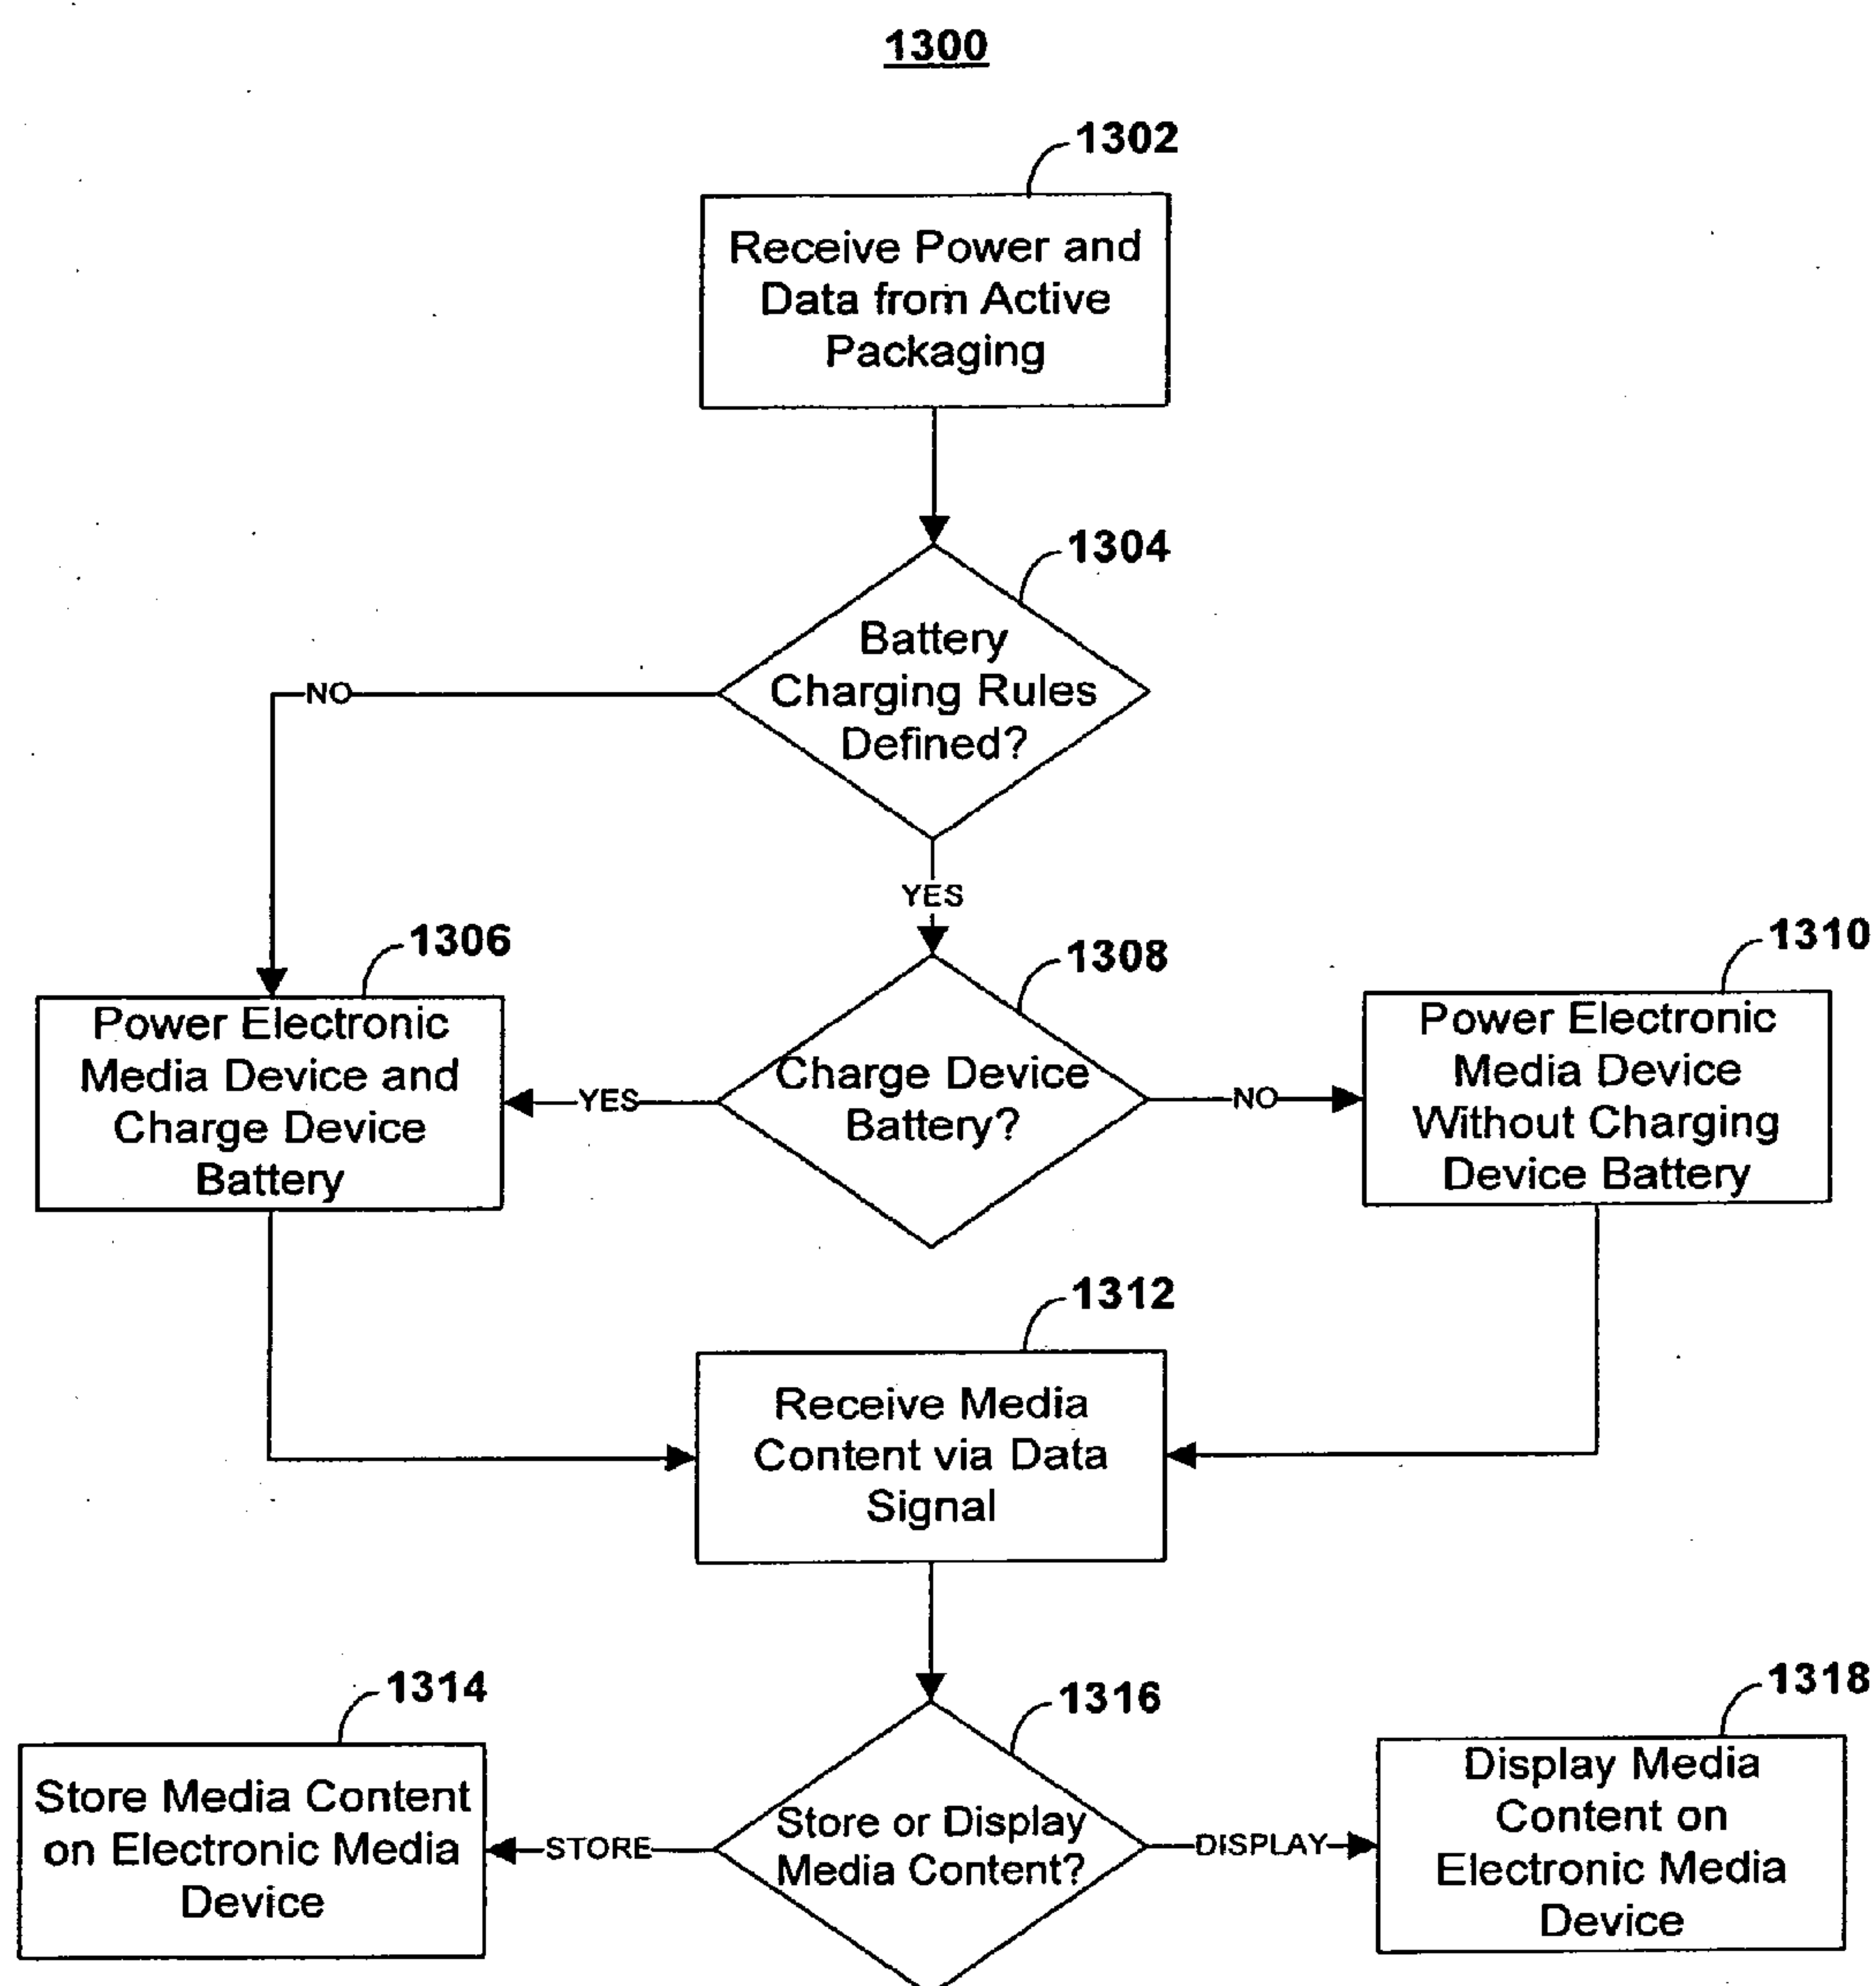 1300
1302
Receive Power and
Data from Active
Packaging
1304
Battery
Charging Rules
Defined?
NO
YES
1306
Power Electronic
Media Device and
Charge Device
Battery
1308
Charge Device
Battery?
YES
NO
1310
Power Electronic
Media Device
Without Charging
Device Battery
1312
Receive Media
Content via Data
Signal
1314
Store Media Content
on Electronic Media
Device
1316
Store or Display
Media Content?
STORE
DISPLAY
1318
Display Media
Content on
Electronic Media
Device